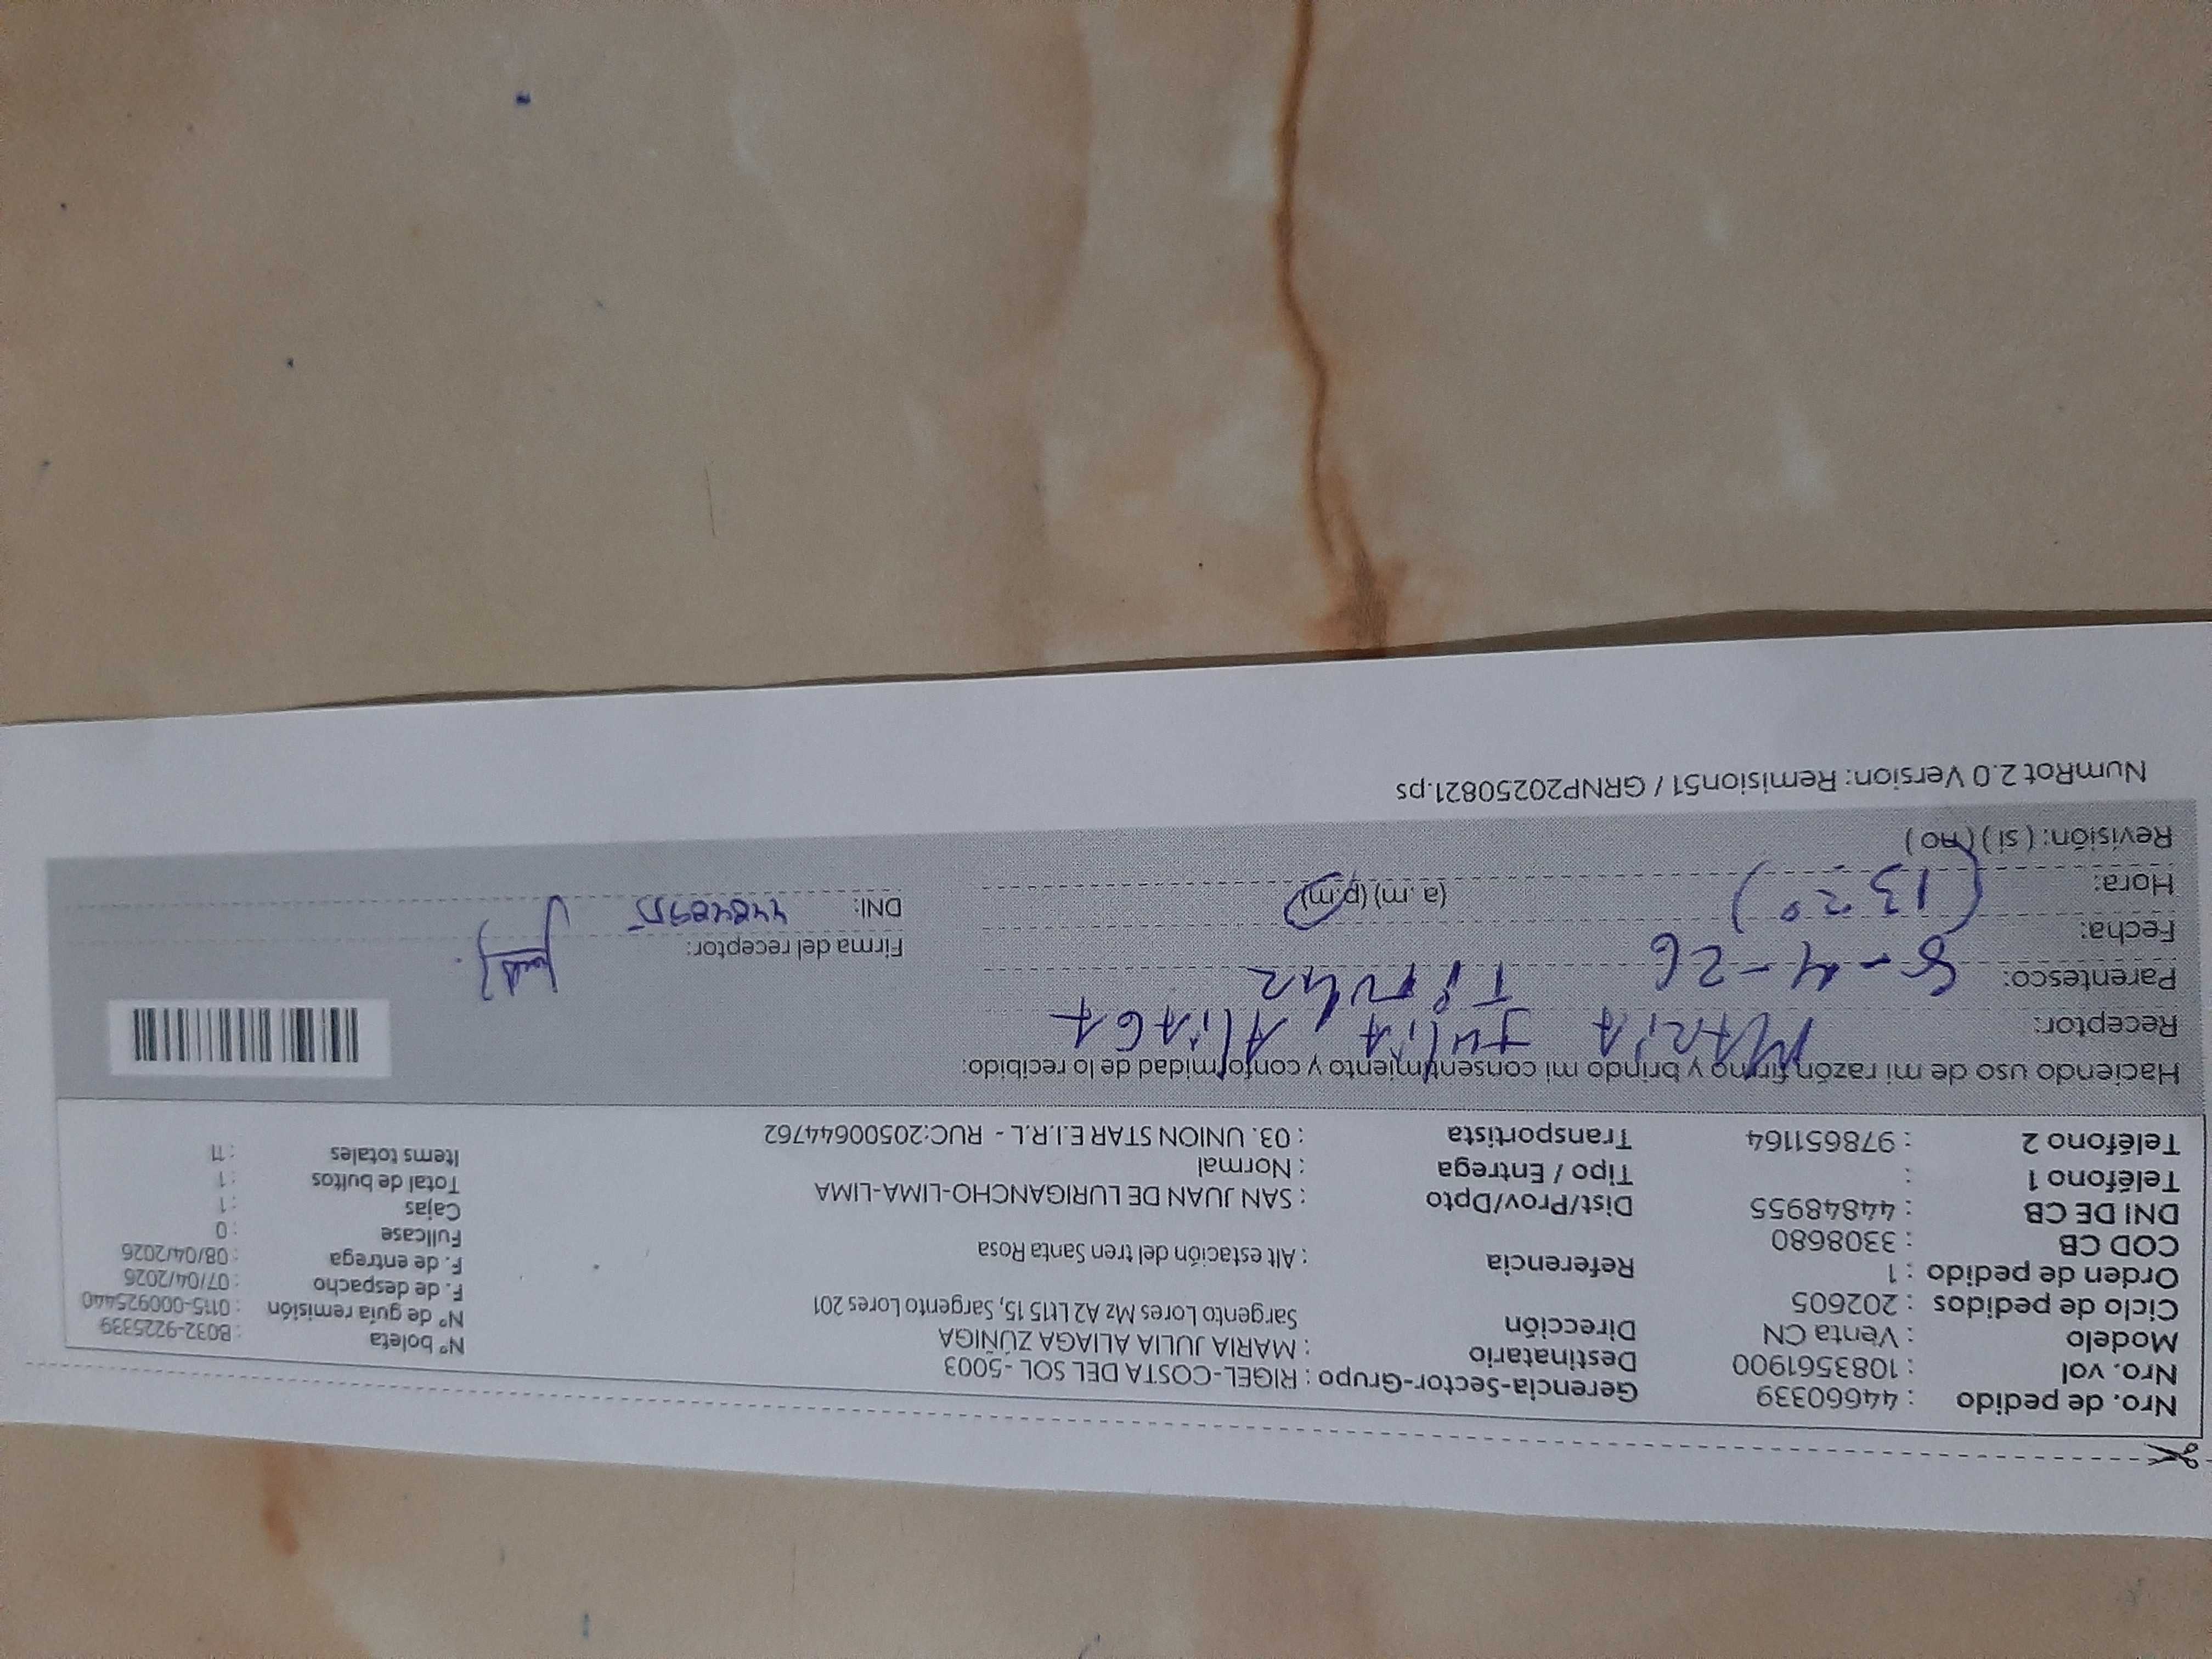 Nro. de pedido : 44660339
Nro. vol : 1083561900
Modelo : Venta CN
Ciclo de pedidos : 202605
Orden de pedido : 1
COD CB : 3308680
DNI DE CB : 44848955
Teléfono 1 :
Teléfono 2 : 978651164
Gerencia-Sector-Grupo : RIGEL-COSTA DEL SOL -5003
Destinatario : MARIA JULIA ALIAGA ZÚÑIGA
Dirección Sargento Lores Mz A2 Lt15 15, Sargento Lores 201
Referencia : Alt estación del tren Santa Rosa
Dist/Prov/Dpto : SAN JUAN DE LURIGANCHO-LIMA-LIMA
Tipo / Entrega : Normal
Transportista : 03. UNION STAR E.I.R.L - RUC:20500644762
N° boleta : B032-9225339
N° de guía remisión : 0115-000925440
F. de despacho : 07/04/2026
F. de entrega : 08/04/2026
Fullcase : 0
Cajas : 1
Total de bultos : 1
Items totales : 11
Haciendo uso de mi razón firmo y brindo mi consentimiento y conformidad de lo recibido:
Receptor: MAriA JuliA AliAGA
Parentesco: TiTular
Fecha: 8-4-26
Hora: (13 20) (a. m) (p.m)
Revisión: ( si ) ( no )
Firma del receptor:
DNI: 44848955
NumRot 2.0 Version: Remision51 / GRNP20250821.ps